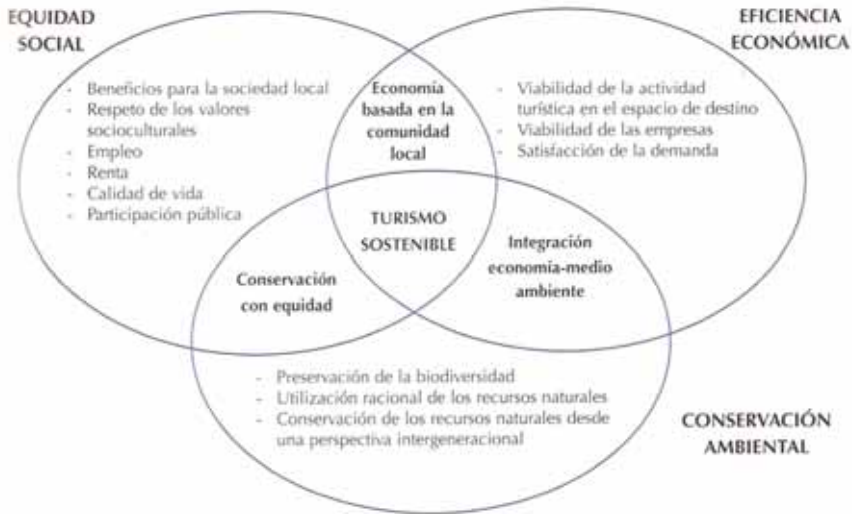 EQUIDAD
SOCIAL
EFICIENCIA
ECONÓMICA
- Beneficios para la sociedad local
- Respeto de los valores
socioculturales
- Empleo
- Renta
- Calidad de vida
- Participación pública
Economía
basada en la
comunidad
local
- Viabilidad de la actividad
turística en el espacio de destino
- Viabilidad de las empresas
- Satisfacción de la demanda
TURISMO
SOSTENIBLE
Conservación
con equidad
Integración
economía-medio
ambiente
- Preservación de la biodiversidad
- Utilización racional de los recursos naturales
- Conservación de los recursos naturales desde
una perspectiva intergeneracional
CONSERVACIÓN
AMBIENTAL